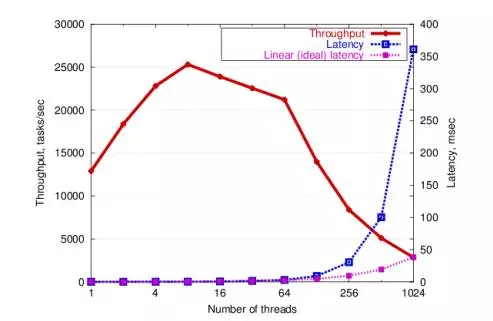 30000
25000
20000
15000
10000
5000
0
Throughput, tasks/sec
400
350
300
250
200
150
100
50
0
Latency, msec
Throughput
Latency
Linear (ideal) latency
1 4 16 64 256 1024
Number of threads